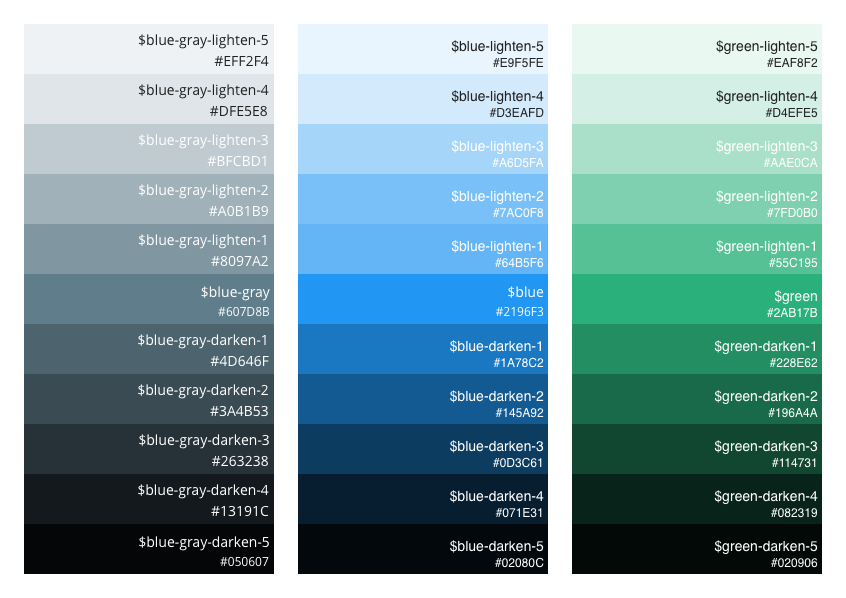 $blue-gray-lighten-5
#EFF2F4
$blue-gray-lighten-4
#DFE5E8
$blue-gray-lighten-3
#BFCBD1
$blue-gray-lighten-2
#A0B1B9
$blue-gray-lighten-1
#8097A2
$blue-gray
#607D8B
$blue-gray-darken-1
#4D646F
$blue-gray-darken-2
#3A4B53
$blue-gray-darken-3
#263238
$blue-gray-darken-4
#13191C
$blue-gray-darken-5
#050607
$blue-lighten-5
#E9F5FE
$blue-lighten-4
#D3EAFD
$blue-lighten-3
#A6D5FA
$blue-lighten-2
#7AC0F8
$blue-lighten-1
#64B5F6
$blue
#2196F3
$blue-darken-1
#1A78C2
$blue-darken-2
#145A92
$blue-darken-3
#0D3C61
$blue-darken-4
#071E31
$blue-darken-5
#02080C
$green-lighten-5
#EAF8F2
$green-lighten-4
#D4EFE5
$green-lighten-3
#AAE0CA
$green-lighten-2
#7FD0B0
$green-lighten-1
#55C195
$green
#2AB17B
$green-darken-1
#228E62
$green-darken-2
#196A4A
$green-darken-3
#114731
$green-darken-4
#082319
$green-darken-5
#020906